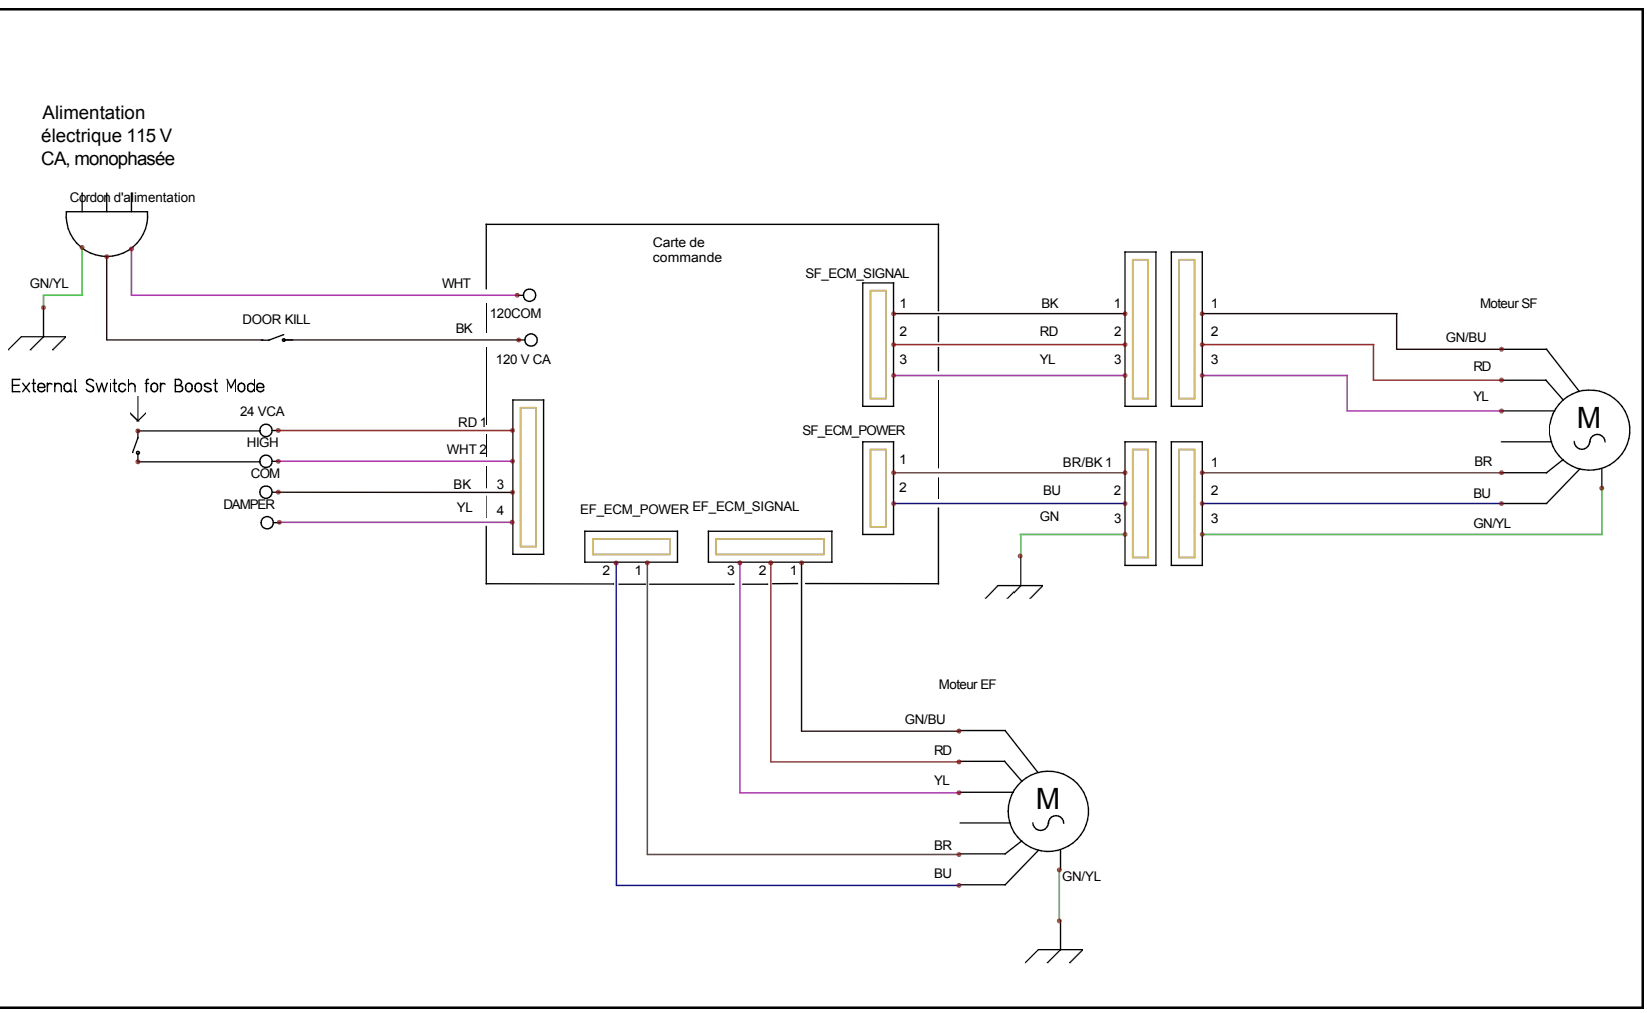 Alimentation
électrique 115 V
CA, monophasée
Cordon d'alimentation
GN/YL
WHT
120COM
DOOR KILL
BK
120 V CA
External Switch for Boost Mode
24 VCA
HIGH
COM
DAMPER
RD 1
WHT 2
BK 3
YL 4
Carte de
commande
SF_ECM_SIGNAL
1
2
3
SF_ECM_POWER
1
2
EF_ECM_POWER EF_ECM_SIGNAL
2 1 3 2 1
BK 1
RD 2
YL 3
BR/BK 1
BU 2
GN 3
1
2
3
1
2
3
Moteur SF
GN/BU
RD
YL
M
BR
BU
GN/YL
Moteur EF
GN/BU
RD
YL
M
BR
BU
GN/YL